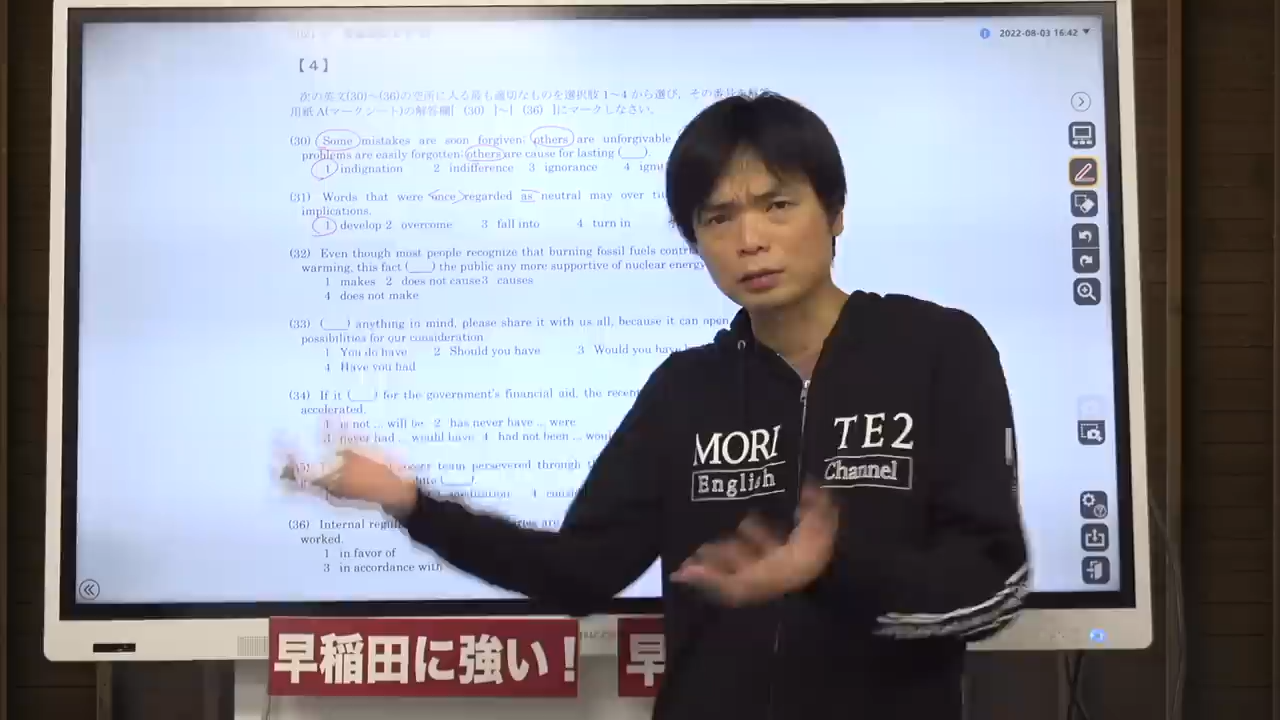 2022-08-03 16:42
【4】
次の英文(30)~(36)の空所に入る最も適切なものを選択肢 1~4 から選び，その番号を解答
用紙 A(マークシート)の解答欄[ (30) ]~[ (36) ]にマークしなさい。
(30) Some mistakes are soon forgiven; others are unforgivable
problems are easily forgotten; others are cause for lasting (___).
1 indignation 2 indifference 3 ignorance 4
(31) Words that were once regarded as neutral may over
implications.
1 develop 2 overcome 3 fall into 4 turn in
(32) Even though most people recognize that burning fossil fuels
warming, this fact (___) the public any more supportive of nuclear energy
1 makes 2 does not cause 3 causes
4 does not make
(33) (___) anything in mind, please share it with us all, because it can open
possibilities for our consideration.
1 You do have 2 Should you have 3 Would you have
4 Have you had
(34) If it (___) for the government's financial aid, the
accelerated.
1 is not ... will be 2 has never have ... were
3 never had ... would have 4 had not been ...
soccer team persevered through
(36) Internal are
worked.
1 in favor of
3 in accordance with
MORI TE2
English Channel
早稲田に強い！
早